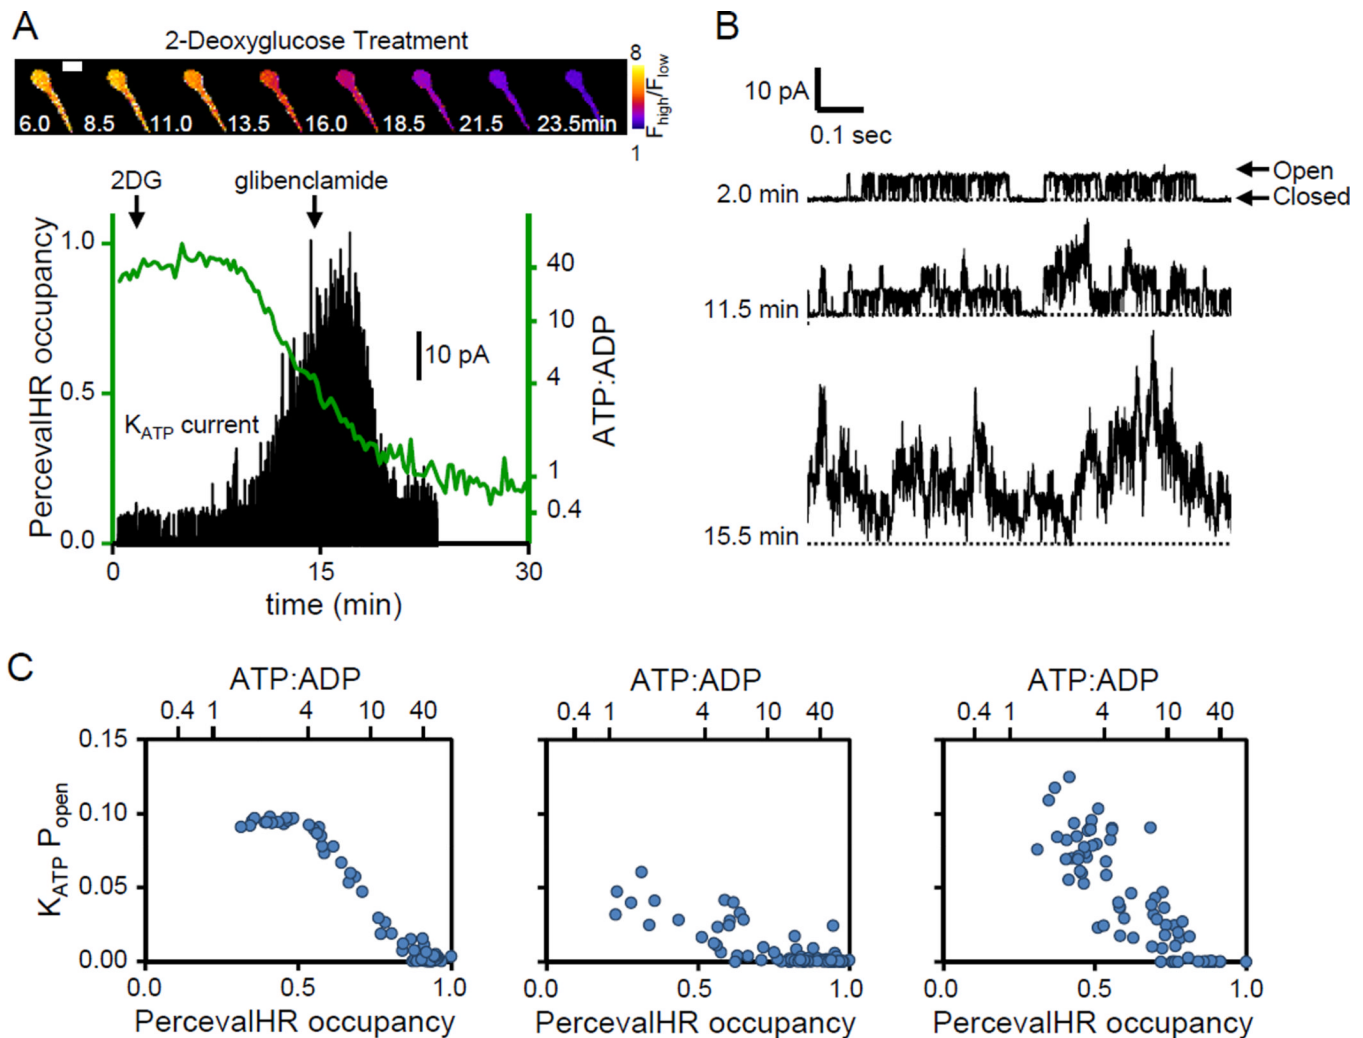 A
2-Deoxyglucose Treatment
8
6.0 8.5 11.0 13.5 16.0 18.5 21.5 23.5min
1
Fhigh/Flow
2DG glibenclamide
PercevalHR occupancy
1.0
0.5
0.0
KATP current
10 pA
40
10
4
1
0.4
ATP:ADP
0 15 30
time (min)
B
10 pA
0.1 sec
2.0 min
Open
Closed
11.5 min
15.5 min
C
ATP:ADP ATP:ADP ATP:ADP
0.4 1 4 10 40 0.4 1 4 10 40 0.4 1 4 10 40
KATP Popen
0.15
0.10
0.05
0.00
0.0 0.5 1.0 0.0 0.5 1.0 0.0 0.5 1.0
PercevalHR occupancy PercevalHR occupancy PercevalHR occupancy